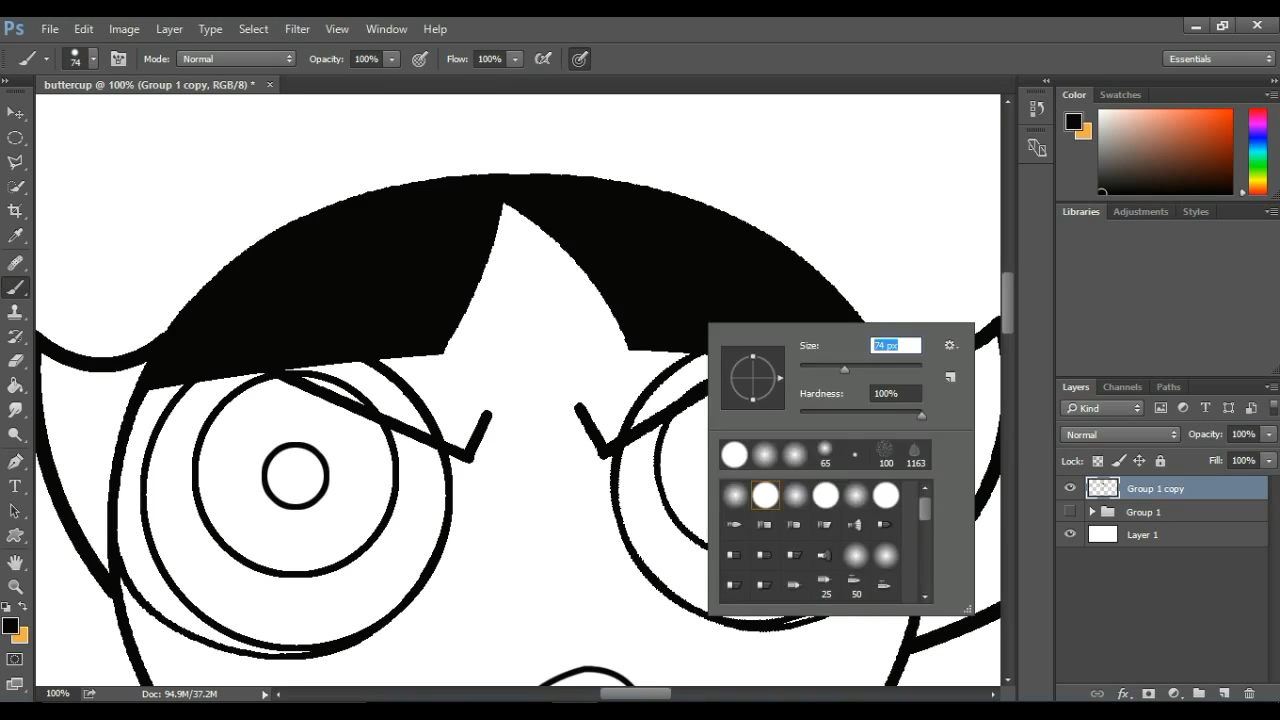 Ps File Edit Image Layer Type Select Filter View Window Help
74 Mode: Normal Opacity: 100% Flow: 100% Essentials
buttercup @ 100% (Group 1 copy, RGB/8) *
Color Swatches
Libraries Adjustments Styles
Size: 74 px
Hardness: 100%
65 100 1163
25 50
Layers Channels Paths
Kind
Normal Opacity: 100%
Lock: Fill: 100%
Group 1 copy
Group 1
Layer 1
100% Doc: 94.9M/37.2M